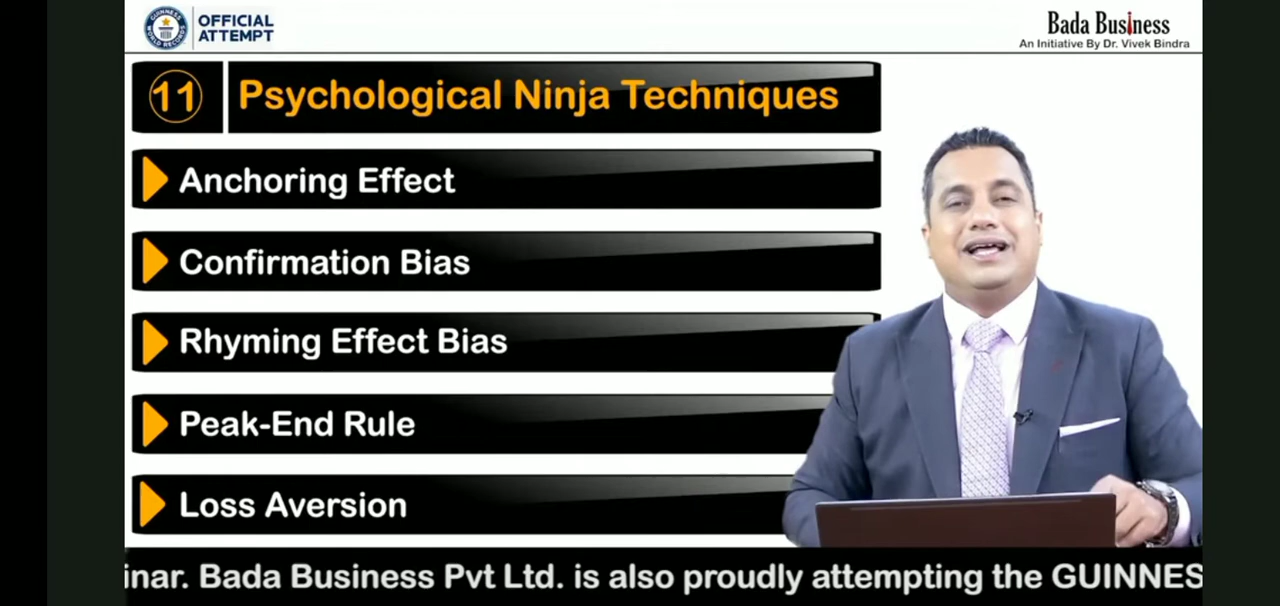 OFFICIAL
ATTEMPT
Bada Business
An Initiative By Dr. Vivek Bindra
11 Psychological Ninja Techniques
Anchoring Effect
Confirmation Bias
Rhyming Effect Bias
Peak-End Rule
Loss Aversion
inar. Bada Business Pvt Ltd. is also proudly attempting the GUINNES